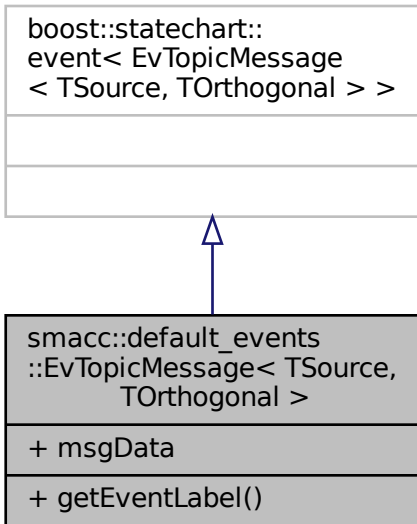 boost::statechart::
event< EvTopicMessage
< TSource, TOrthogonal > >
smacc::default_events
::EvTopicMessage< TSource,
TOrthogonal >
+ msgData
+ getEventLabel()